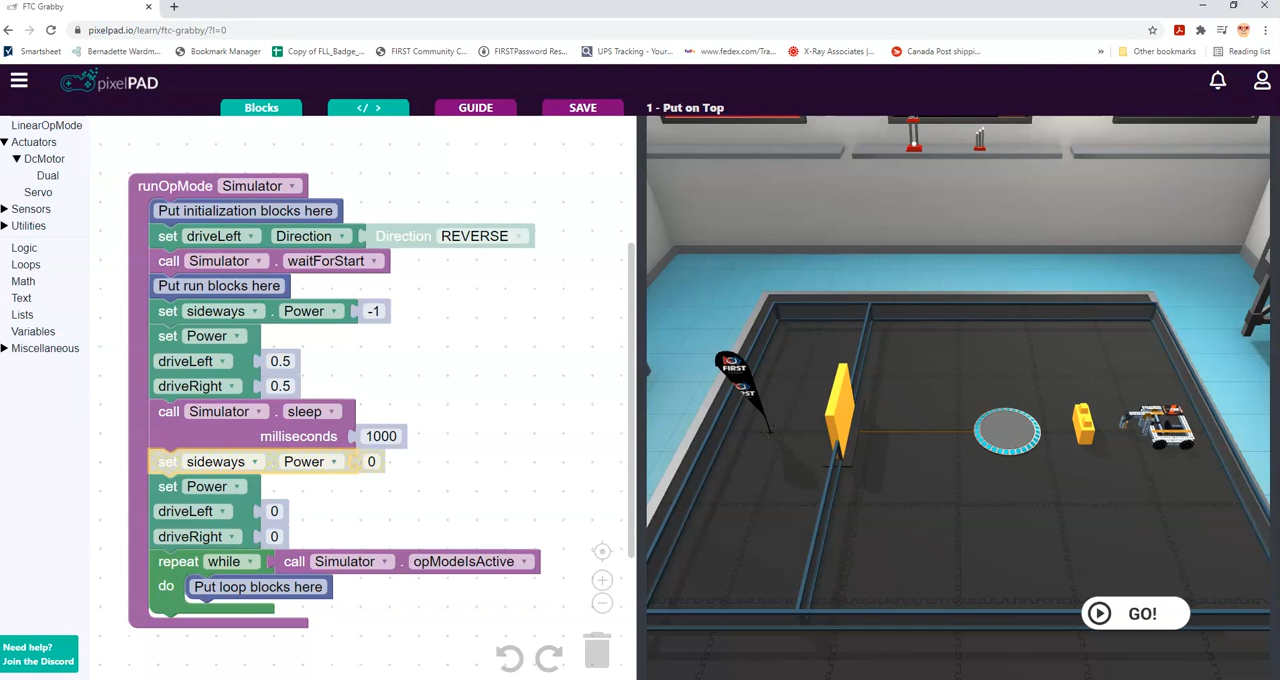 FTC Grabby
pixelpad.io/learn/ftc-grabby/?l=0
Smartsheet Bernadette Wardm... Bookmark Manager Copy of FLL_Badge_... FIRST Community C... FIRSTPassword Res... UPS Tracking - Your... www.fedex.com/Tra... X-Ray Associates |... Canada Post shippi... » Other bookmarks Reading list
pixelPAD
Blocks </> GUIDE SAVE 1 - Put on Top
LinearOpMode
Actuators
DcMotor
Dual
Servo
Sensors
Utilities
Logic
Loops
Math
Text
Lists
Variables
Miscellaneous
Need help?
Join the Discord
runOpMode Simulator
Put initialization blocks here
set driveLeft Direction Direction REVERSE
call Simulator . waitForStart
Put run blocks here
set sideways . Power -1
set Power
driveLeft 0.5
driveRight 0.5
call Simulator . sleep
milliseconds 1000
set sideways Power 0
set Power
driveLeft 0
driveRight 0
repeat while call Simulator . opModeIsActive
do Put loop blocks here
FIRST
GO!